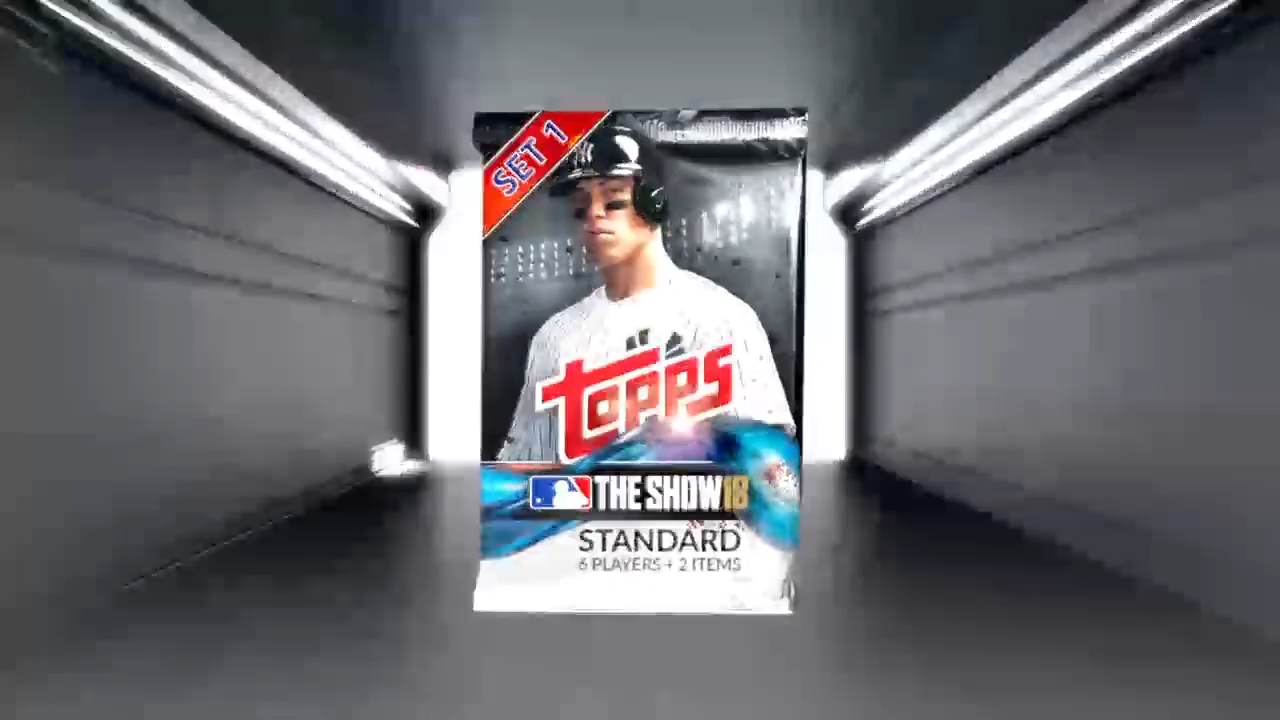 SET 1
TOPPS
THE SHOW18
STANDARD
6 PLAYERS + 2 ITEMS